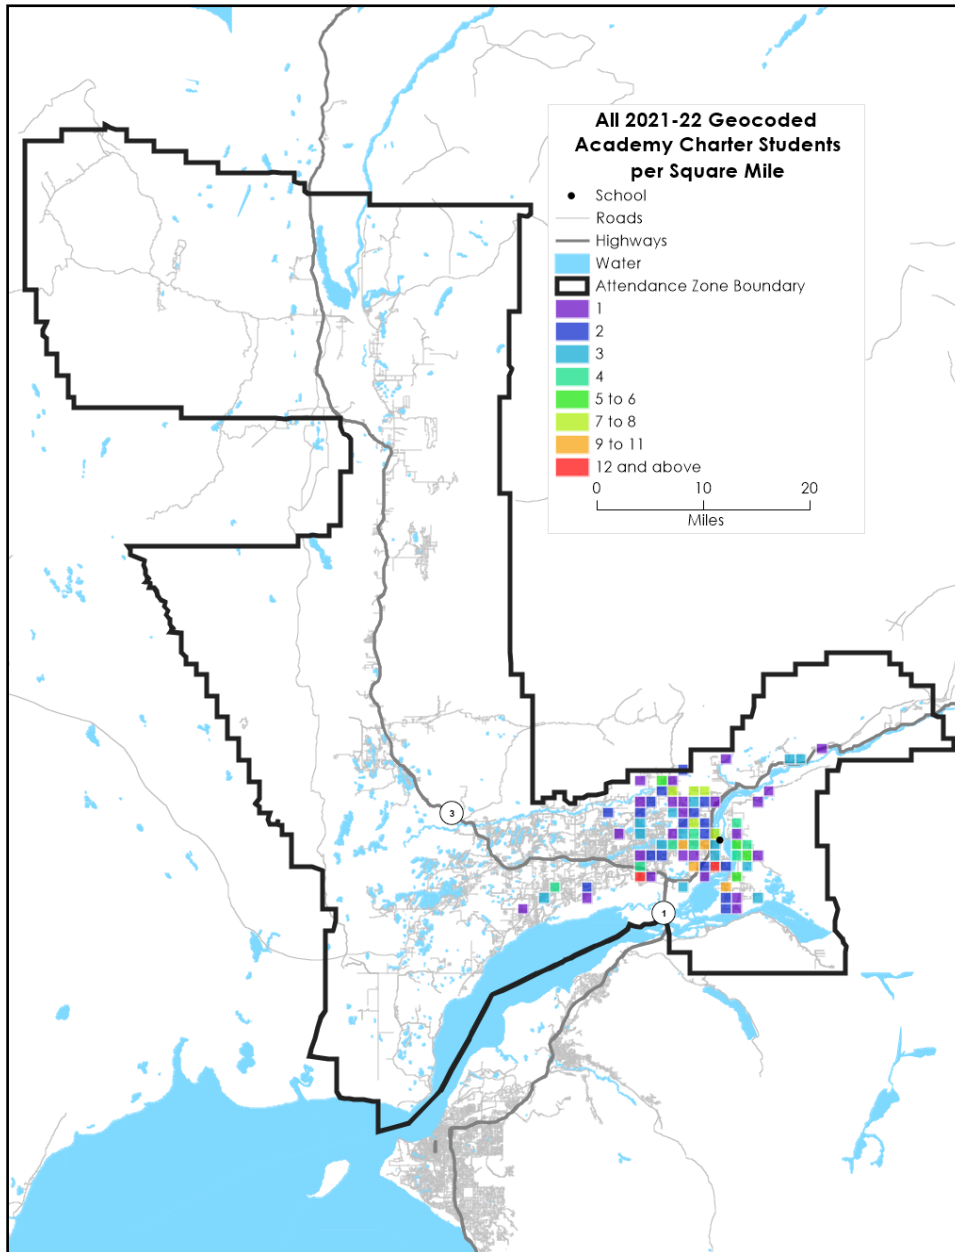 All 2021-22 Geocoded
Academy Charter Students
per Square Mile
School
Roads
Highways
Water
Attendance Zone Boundary
1
2
3
4
5 to 6
7 to 8
9 to 11
12 and above
0 10 20
Miles
3
1